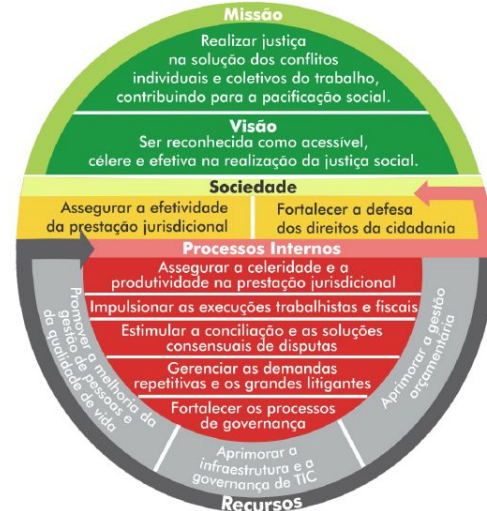 Missão
Realizar justiça
na solução dos conflitos
individuais e coletivos do trabalho,
contribuindo para a pacificação social.
Visão
Ser reconhecida como acessível,
célere e efetiva na realização da justiça social.
Sociedade
Assegurar a efetividade
da prestação jurisdicional
Fortalecer a defesa
dos direitos da cidadania
Processos Internos
Assegurar a celeridade e a
produtividade na prestação jurisdicional
Impulsionar as execuções trabalhistas e fiscais
Estimular a conciliação e as soluções
consensuais de disputas
Gerenciar as demandas
repetitivas e os grandes litigantes
Fortalecer os processos
de governança
Promover a melhoria da
gestão de pessoas e
da qualidade de vida
Aprimorar a
infraestrutura e a
governança de TIC
Aprimorar a gestão
orçamentária
Recursos